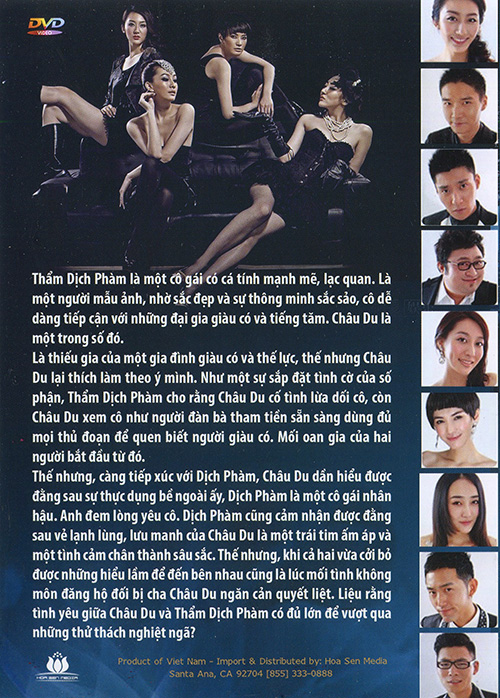 DVD
VIDEO
Thẩm Dịch Phàm là một cô gái có cá tính mạnh mẽ, lạc quan. Là
một người mẫu ảnh, nhờ sắc đẹp và sự thông minh sắc sảo, cô dễ
dàng tiếp cận với những đại gia giàu có và tiếng tăm. Châu Du là
một trong số đó.
Là thiếu gia của một gia đình giàu có và thế lực, thế nhưng Châu
Du lại thích làm theo ý mình. Như một sự sắp đặt tình cờ của số
phận, Thẩm Dịch Phàm cho rằng Châu Du cố tình lừa dối cô, còn
Châu Du xem cô như người đàn bà tham tiền sẵn sàng dùng đủ
mọi thủ đoạn để quen biết người giàu có. Mối oan gia của hai
người bắt đầu từ đó.
Thế nhưng, càng tiếp xúc với Dịch Phàm, Châu Du dần hiểu được
đằng sau sự thực dụng bề ngoài ấy, Dịch Phàm là một cô gái nhân
hậu. Anh đem lòng yêu cô. Dịch Phàm cũng cảm nhận được đằng
sau vẻ lạnh lùng, lưu manh của Châu Du là một trái tim ấm áp và
một tình cảm chân thành sâu sắc. Thế nhưng, khi cả hai vừa cởi bỏ
được những hiểu lầm để đến bên nhau cũng là lúc mối tình không
môn đăng hộ đối bị cha Châu Du ngăn cản quyết liệt. Liệu rằng
tình yêu giữa Châu Du và Thẩm Dịch Phàm có đủ lớn để vượt qua
những thử thách nghiệt ngã?
HOA SEN MEDIA
Product of Viet Nam - Import & Distributed by: Hoa Sen Media
Santa Ana, CA 92704 [855] 333-0888